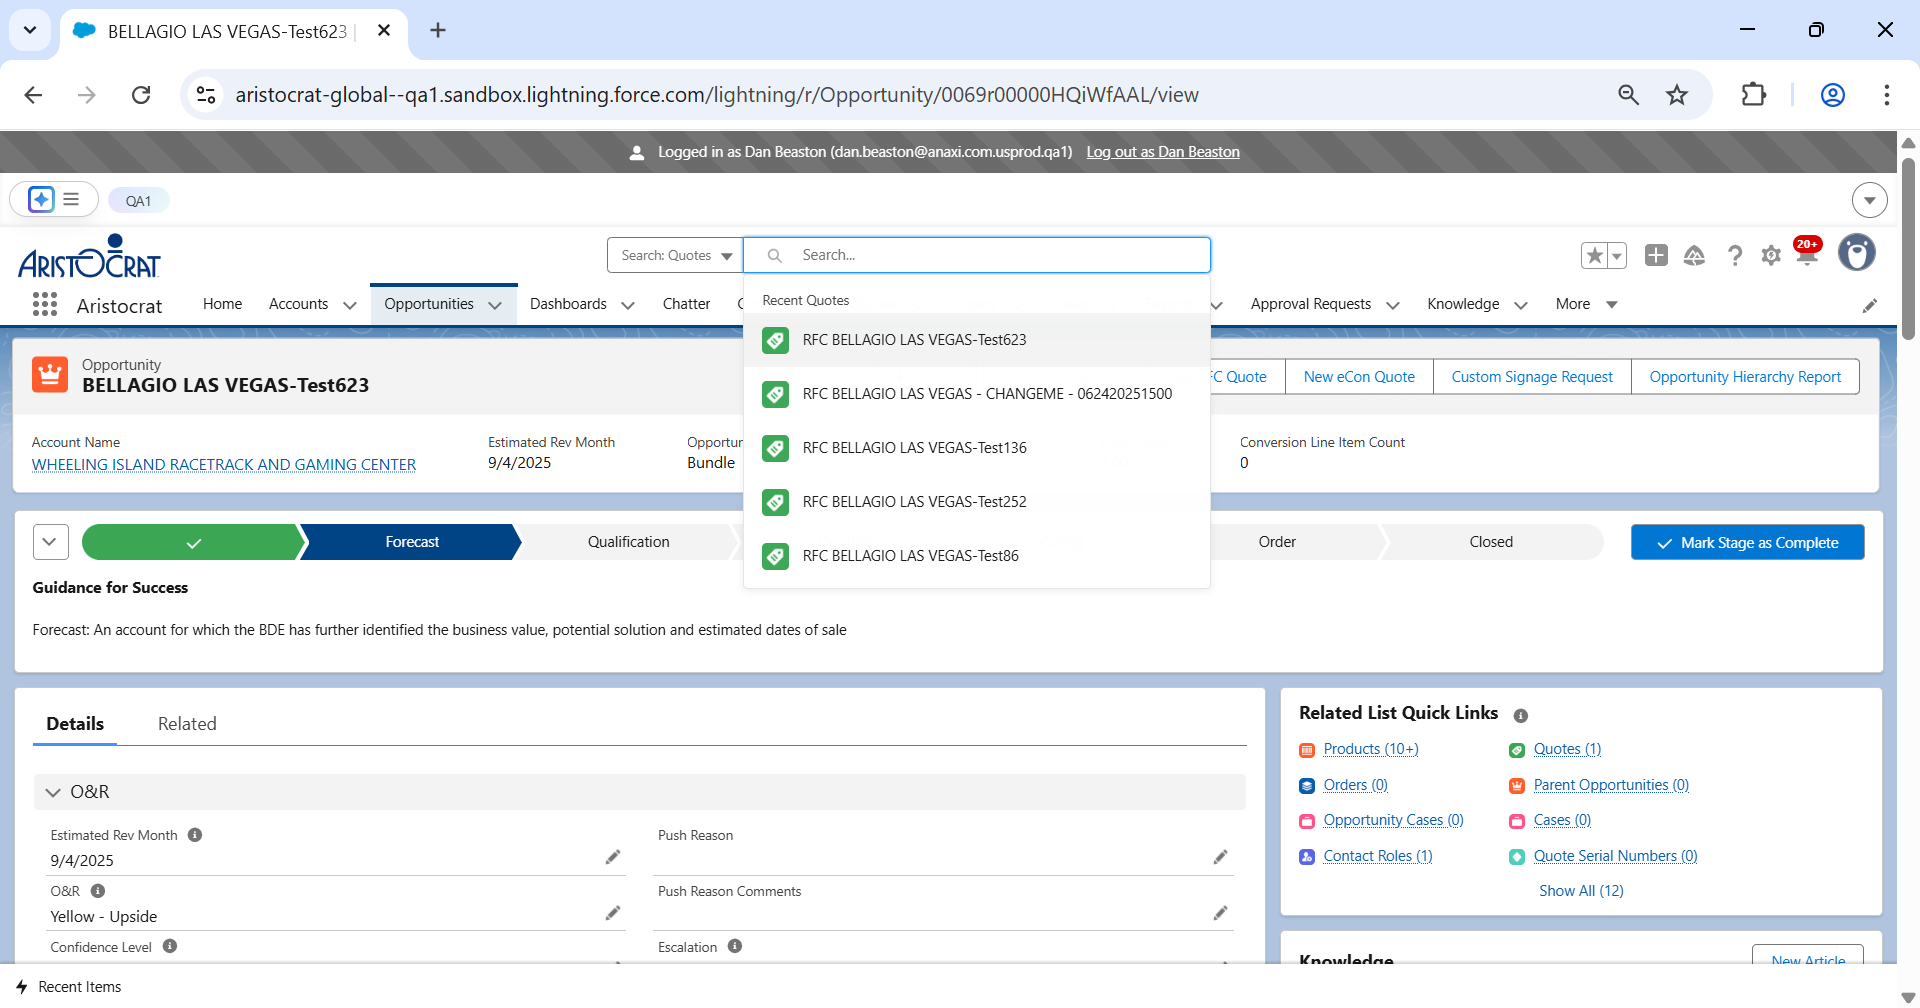 BELLAGIO LAS VEGAS-Test623
aristocrat-global--qa1.sandbox.lightning.force.com/lightning/r/Opportunity/0069r00000HQiWfAAL/view
Logged in as Dan Beaston (dan.beaston@anaxi.com.usprod.qa1) Log out as Dan Beaston
QA1
ARISTOCRAT
Search: Quotes
Search...
20+
Aristocrat
Home
Accounts
Opportunities
Dashboards
Chatter
Approval Requests
Knowledge
More
Recent Quotes
RFC BELLAGIO LAS VEGAS-Test623
RFC BELLAGIO LAS VEGAS - CHANGEME - 062420251500
RFC BELLAGIO LAS VEGAS-Test136
RFC BELLAGIO LAS VEGAS-Test252
RFC BELLAGIO LAS VEGAS-Test86
Opportunity
BELLAGIO LAS VEGAS-Test623
Quote
New eCon Quote
Custom Signage Request
Opportunity Hierarchy Report
Account Name
WHEELING ISLAND RACETRACK AND GAMING CENTER
Estimated Rev Month
9/4/2025
Opportur
Bundle
Conversion Line Item Count
0
Forecast
Qualification
Order
Closed
Mark Stage as Complete
Guidance for Success
Forecast: An account for which the BDE has further identified the business value, potential solution and estimated dates of sale
Details
Related
O&R
Estimated Rev Month
9/4/2025
Push Reason
O&R
Yellow - Upside
Push Reason Comments
Confidence Level
Escalation
Related List Quick Links
Products (10+)
Quotes (1)
Orders (0)
Parent Opportunities (0)
Opportunity Cases (0)
Cases (0)
Contact Roles (1)
Quote Serial Numbers (0)
Show All (12)
Knowledge
New Article
Recent Items